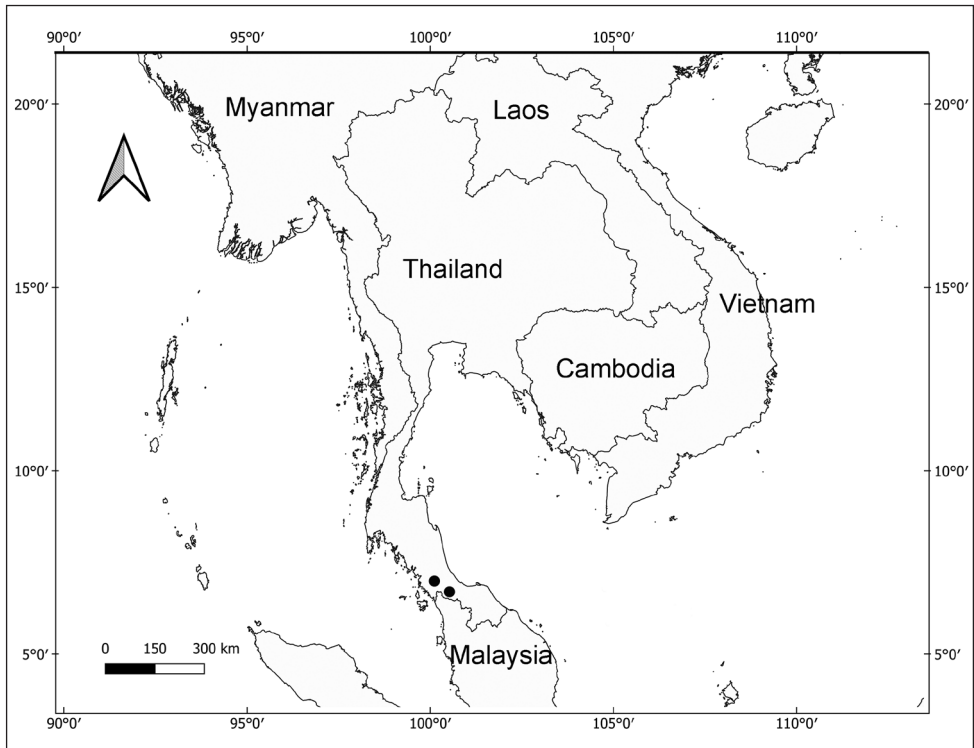 90°0′ 95°0′ 100°0′ 105°0′ 110°0′
20°0′ Myanmar Laos 20°0′
Thailand
15°0′ 15°0′
Vietnam
Cambodia
10°0′ 10°0′
0 150 300 km
Malaysia
5°0′ 5°0′
90°0′ 95°0′ 100°0′ 105°0′ 110°0′